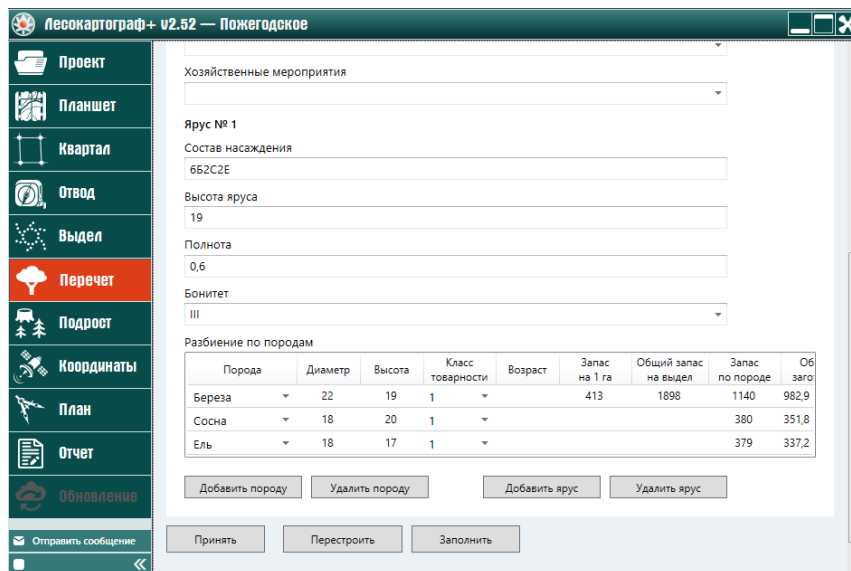 Лесокартограф+ v2.52 — Пожегодское
Проект
Планшет
Квартал
Отвод
Выдел
Перечет
Подрост
Координаты
План
Отчет
Обновление
Отправить сообщение
Хозяйственные мероприятия
Ярус № 1
Состав насаждения
6Б2С2Е
Высота яруса
19
Полнота
0,6
Бонитет
III
Разбиение по породам
Порода Диаметр Высота Класс товарности Возраст Запас на 1 га Общий запас на выдел Запас по породе Об заго
Береза 22 19 1 413 1898 1140 982,9
Сосна 18 20 1 380 351,8
Ель 18 17 1 379 337,2
Добавить породу Удалить породу Добавить ярус Удалить ярус
Принять Перестроить Заполнить